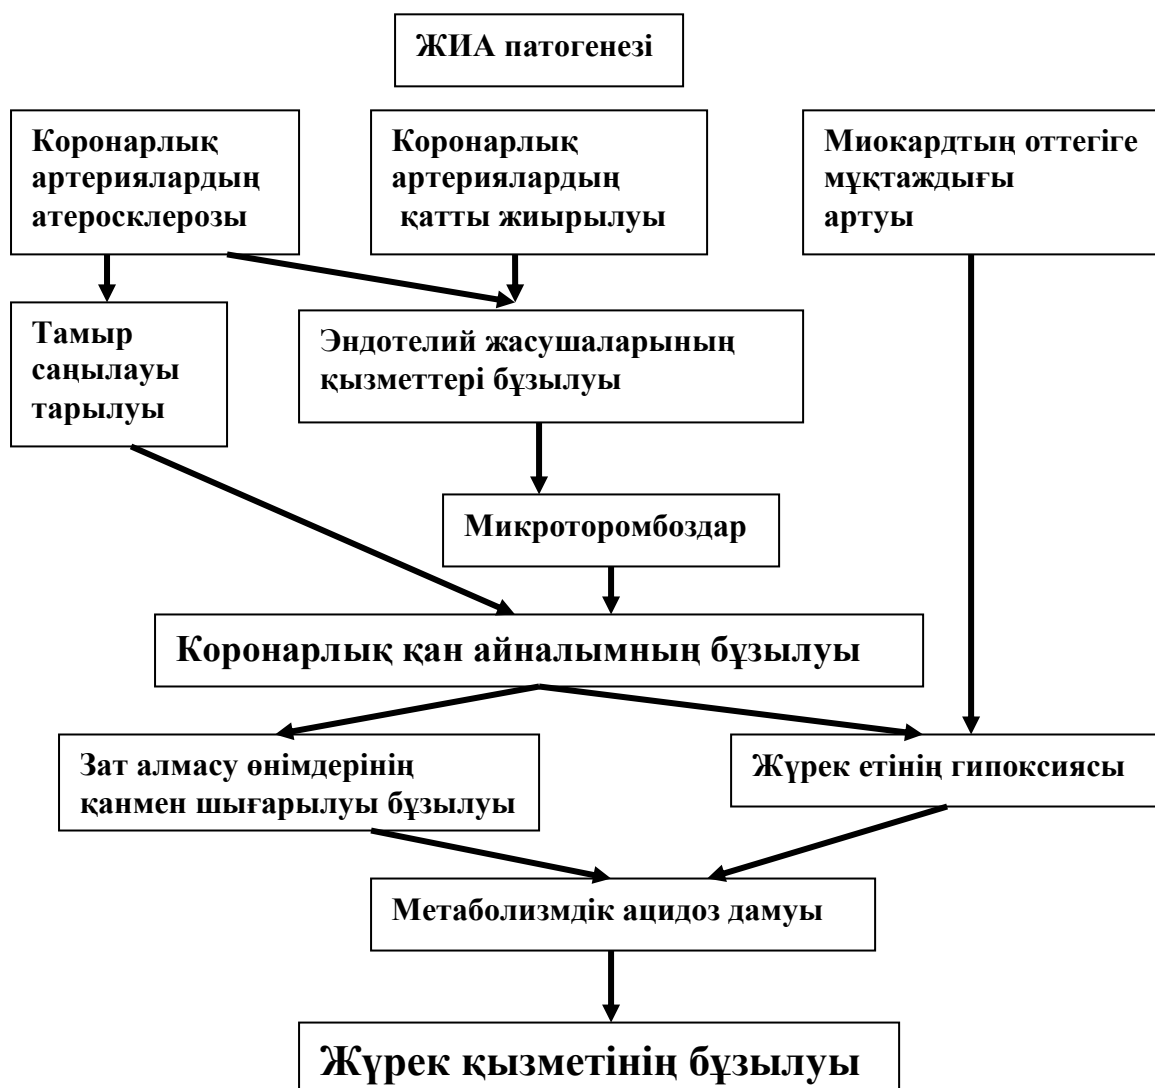 ЖИА патогенезі
Коронарлық
артериялардың
атеросклерозы
Коронарлық
артериялардың
қатты жиырылуы
Миокардтың оттегіге
мұқтаждығы
артуы
Тамыр
саңылауы
тарылуы
Эндотелий жасушаларының
қызметтері бұзылуы
Микроторомбоздар
Коронарлық қан айналымның бұзылуы
Зат алмасу өнімдерінің
қанмен шығарылуы бұзылуы
Жүрек етінің гипоксиясы
Метаболизмдік ацидоз дамуы
Жүрек қызметінің бұзылуы